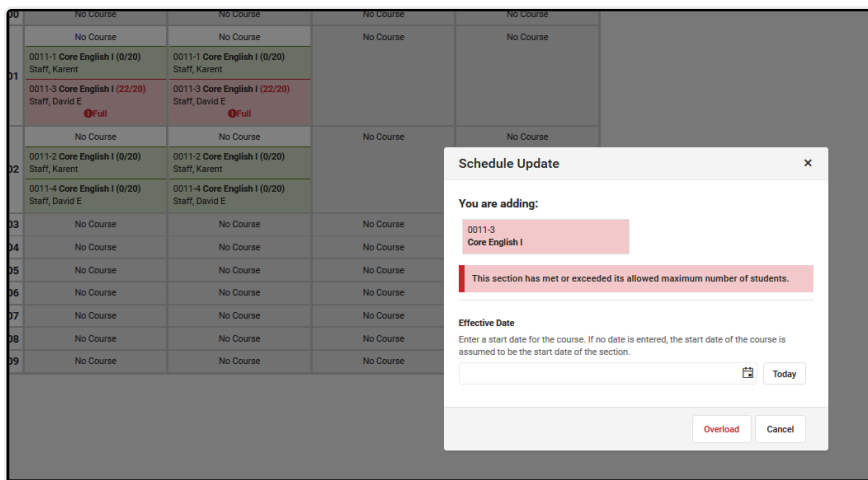 No Course No Course No Course No Course
No Course No Course No Course No Course
0011-1 Core English I (0/20) 0011-1 Core English I (0/20)
Staff, Karent Staff, Karent
01
0011-3 Core English I (22/20) 0011-3 Core English I (22/20)
Staff, David E Staff, David E
Full Full
No Course No Course No Course No Course
0011-2 Core English I (0/20) 0011-2 Core English I (0/20)
02 Staff, Karent Staff, Karent
0011-4 Core English I (0/20) 0011-4 Core English I (0/20)
Staff, David E Staff, David E
03 No Course No Course No Course
04 No Course No Course No Course
05 No Course No Course No Course
06 No Course No Course No Course
07 No Course No Course No Course
08 No Course No Course No Course
09 No Course No Course No Course
Schedule Update
You are adding:
0011-3
Core English I
This section has met or exceeded its allowed maximum number of students.
Effective Date
Enter a start date for the course. If no date is entered, the start date of the course is
assumed to be the start date of the section.
Today
Overload Cancel